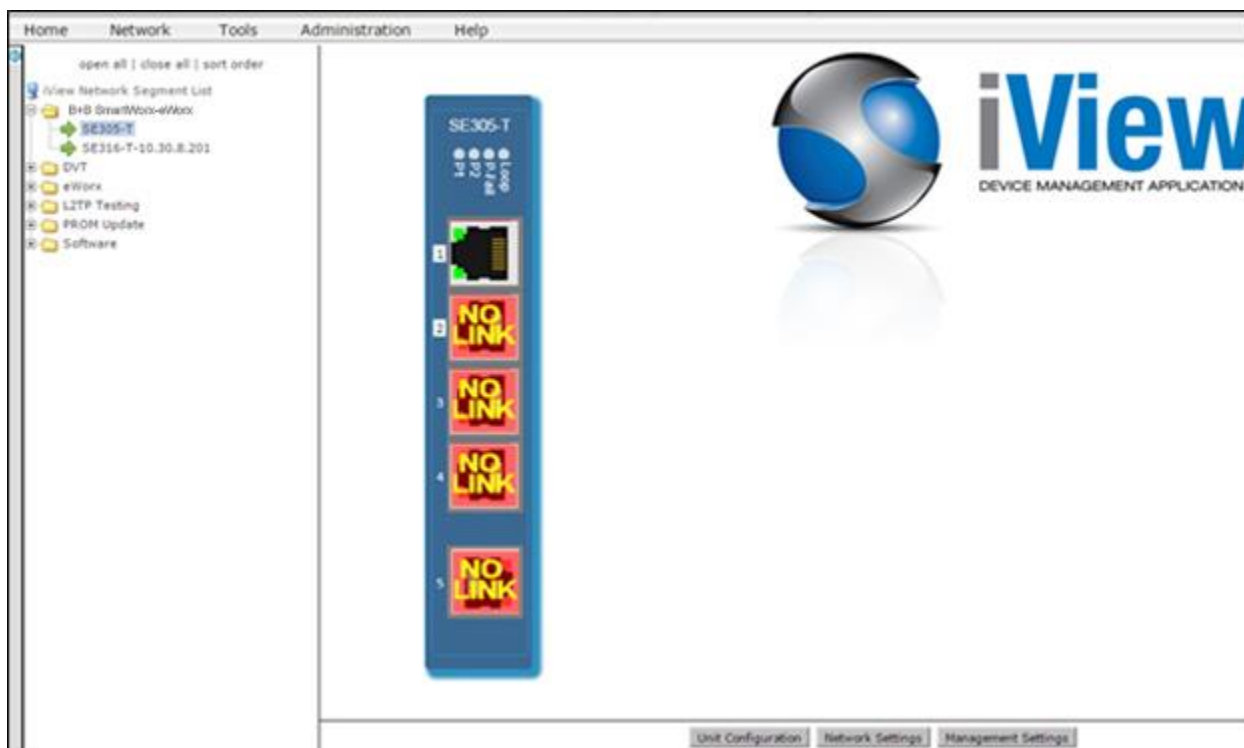 Home Network Tools Administration Help
open all | close all | sort order
iView Network Segment List
B+B SmartWorx-eWorx
SE305-T
SE316-T-10.30.8.201
DVT
eWorx
L2TP Testing
PROM Update
Software
SE305-T
Loop
P-Fail
P2
P1
1
NO LINK
2
NO LINK
3
NO LINK
4
NO LINK
5
iView
DEVICE MANAGEMENT APPLICATION
Unit Configuration Network Settings Management Settings